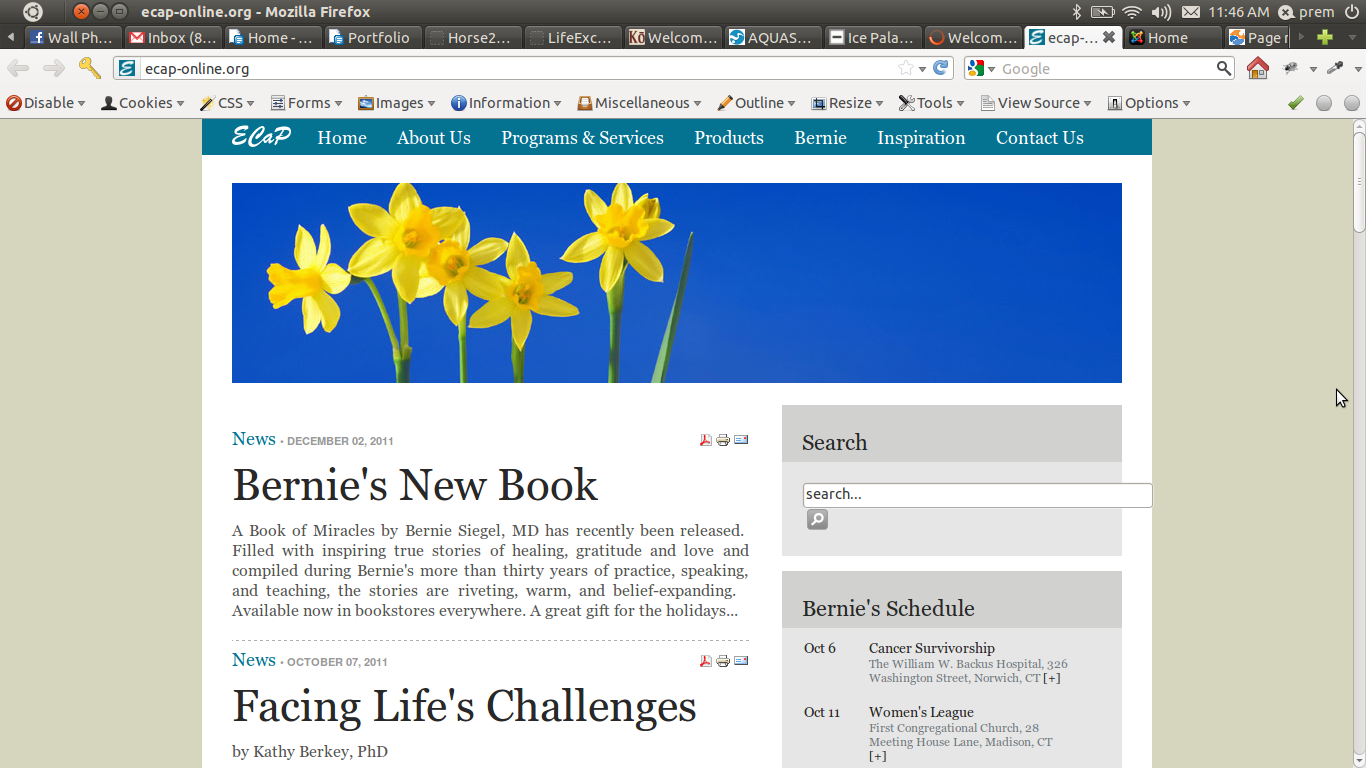 ecap-online.org - Mozilla Firefox
11:46 AM prem
Wall Ph...
Inbox (8...
Home - ...
Portfolio
Horse2...
LifeExc...
Welcom...
AQUAS...
Ice Pala...
Welcom...
ecap-...
Home
Page r
ecap-online.org
Google
Disable Cookies CSS Forms Images Information Miscellaneous Outline Resize Tools View Source Options
ECaP Home About Us Programs & Services Products Bernie Inspiration Contact Us
News • DECEMBER 02, 2011
Bernie's New Book
A Book of Miracles by Bernie Siegel, MD has recently been released.
Filled with inspiring true stories of healing, gratitude and love and
compiled during Bernie's more than thirty years of practice, speaking,
and teaching, the stories are riveting, warm, and belief-expanding.
Available now in bookstores everywhere. A great gift for the holidays...
News • OCTOBER 07, 2011
Facing Life's Challenges
by Kathy Berkey, PhD
Search
search...
Bernie's Schedule
Oct 6 Cancer Survivorship
The William W. Backus Hospital, 326
Washington Street, Norwich, CT [+]
Oct 11 Women's League
First Congregational Church, 28
Meeting House Lane, Madison, CT
[+]